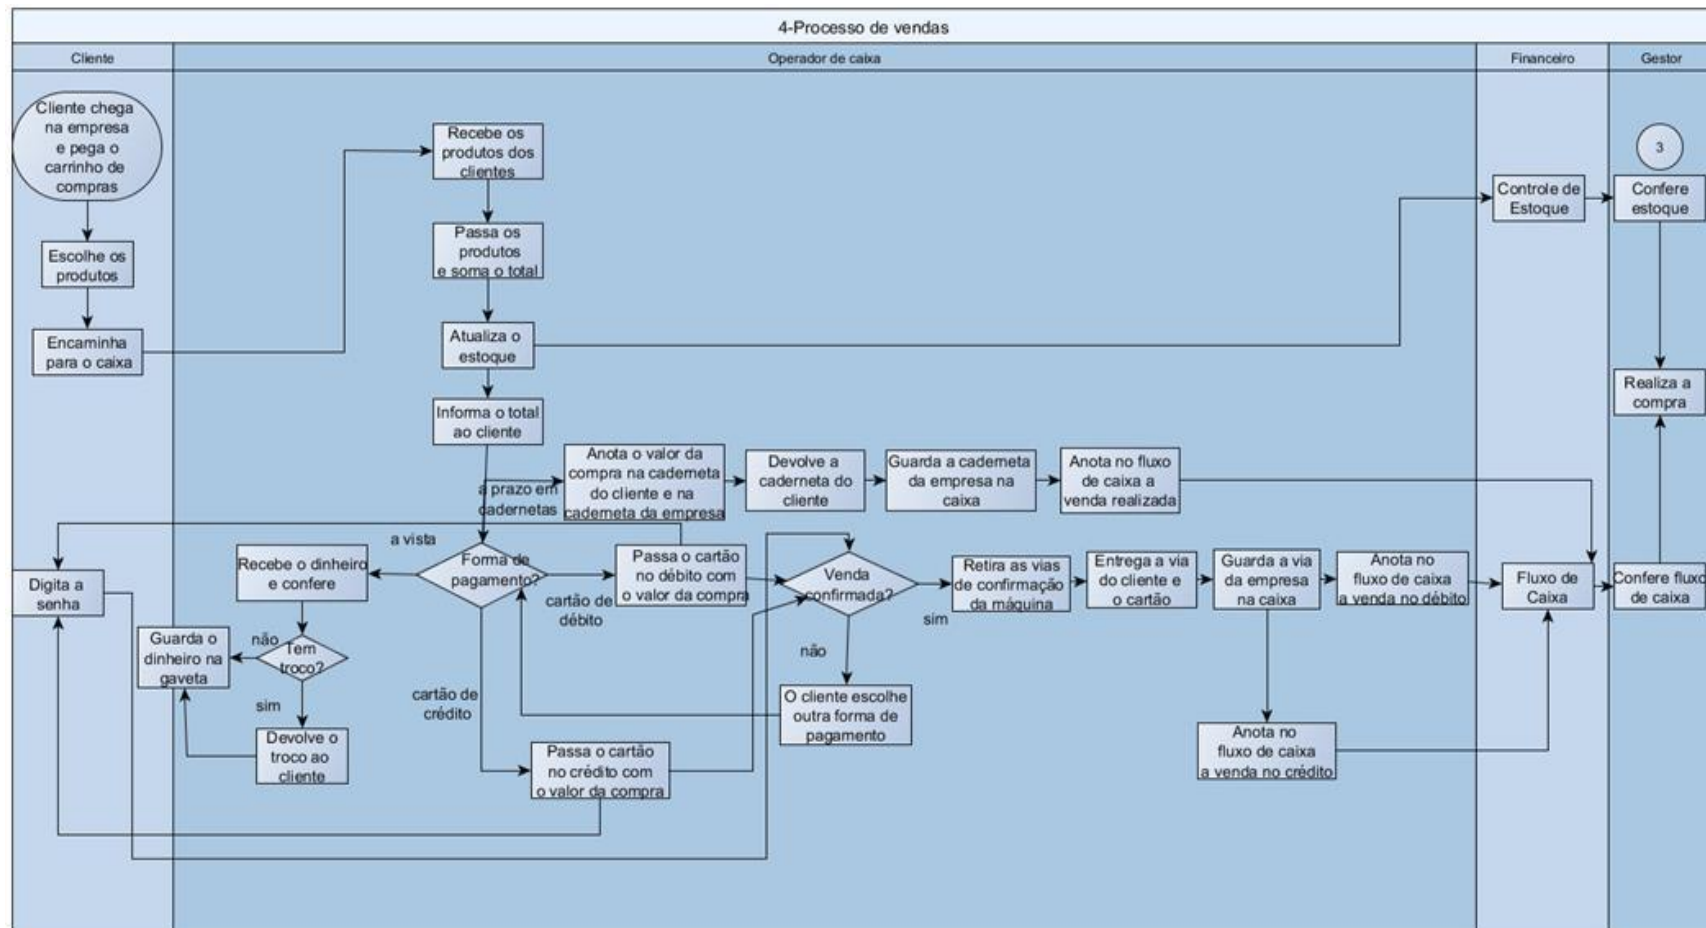 4-Processo de vendas
Cliente
Operador de caixa
Financeiro
Gestor
Cliente chega
na empresa
e pega o
carrinho de
compras
Escolhe os
produtos
Encaminha
para o caixa
Recebe os
produtos dos
clientes
Passa os
produtos
e soma o total
Atualiza o
estoque
Informa o total
ao cliente
Controle de
Estoque
3
Confere
estoque
Realiza a
compra
a prazo em
cadernetas
Anota o valor da
compra na caderneta
do cliente e na
caderneta da empresa
Devolve a
caderneta do
cliente
Guarda a caderneta
da empresa na
caixa
Anota no fluxo
de caixa a
venda realizada
Digita a
senha
a vista
Recebe o dinheiro
e confere
Forma de
pagamento?
cartão de
débito
Passa o cartão
no débito com
o valor da compra
Venda
confirmada?
sim
Retira as vias
de confirmação
da máquina
Entrega a via
do cliente e
o cartão
Guarda a via
da empresa
na caixa
Anota no
fluxo de caixa
a venda no débito
Fluxo de
Caixa
Confere fluxo
de caixa
Guarda o
dinheiro na
gaveta
não
Tem
troco?
sim
Devolve o
troco ao
cliente
cartão de
crédito
Passa o cartão
no crédito com
o valor da compra
não
O cliente escolhe
outra forma de
pagamento
Anota no
fluxo de caixa
a venda no crédito